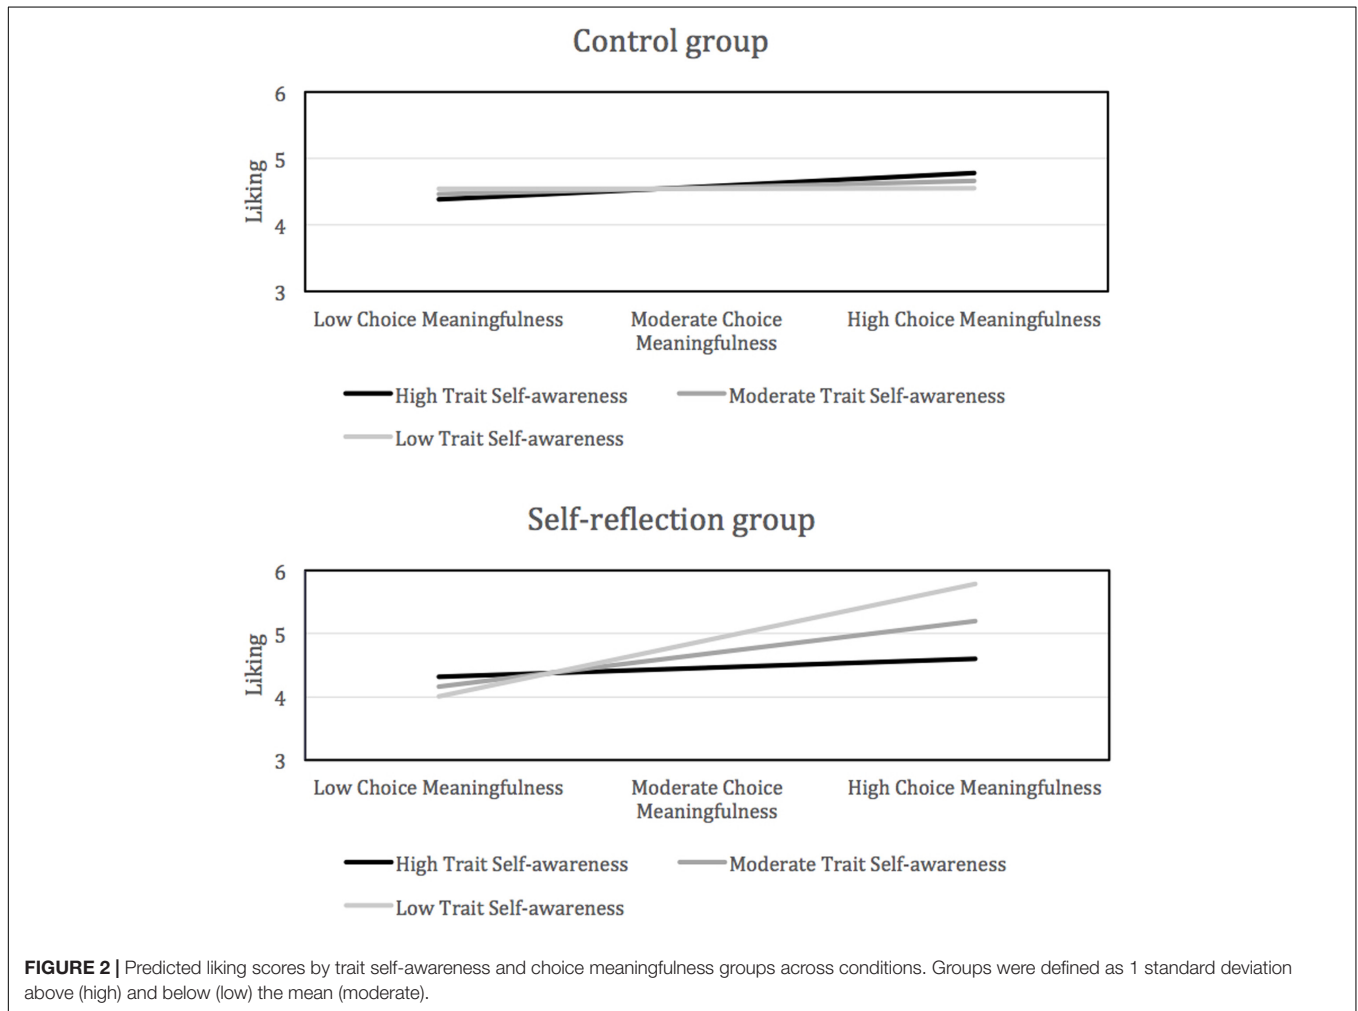 Control group
6
5
4
3
Liking
Low Choice Meaningfulness
Moderate Choice
Meaningfulness
High Choice Meaningfulness
High Trait Self-awareness
Moderate Trait Self-awareness
Low Trait Self-awareness
Self-reflection group
6
5
4
3
Liking
Low Choice Meaningfulness
Moderate Choice
Meaningfulness
High Choice Meaningfulness
High Trait Self-awareness
Moderate Trait Self-awareness
Low Trait Self-awareness
FIGURE 2 | Predicted liking scores by trait self-awareness and choice meaningfulness groups across conditions. Groups were defined as 1 standard deviation
above (high) and below (low) the mean (moderate).